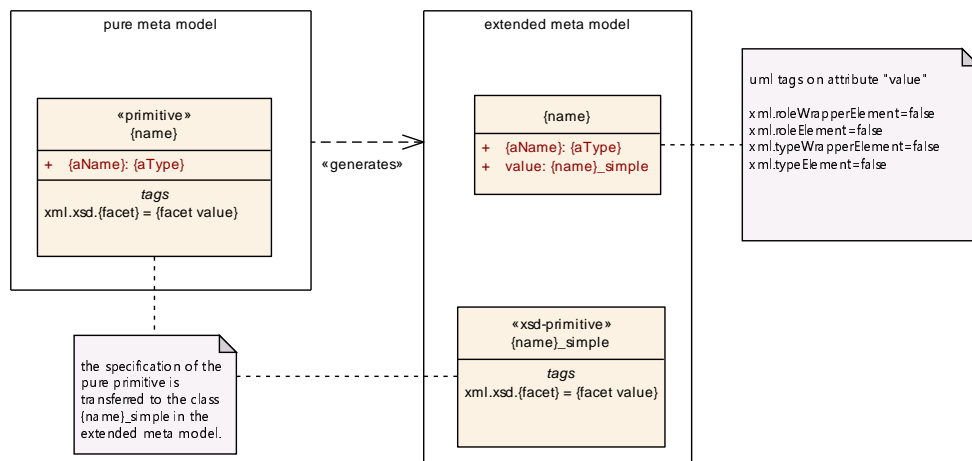 pure meta model
«primitive»
{name}
+ {aName}: {aType}
tags
xml.xsd.{facet} = {facet value}
«generates»
extended meta model
{name}
+ {aName}: {aType}
+ value: {name}_simple
uml tags on attribute "value"
xml.roleWrapperElement=false
xml.roleElement=false
xml.typeWrapperElement=false
xml.typeElement=false
the specification of the
pure primitive is
transferred to the class
{name}_simple in the
extended meta model.
«xsd-primitive»
{name}_simple
tags
xml.xsd.{facet} = {facet value}